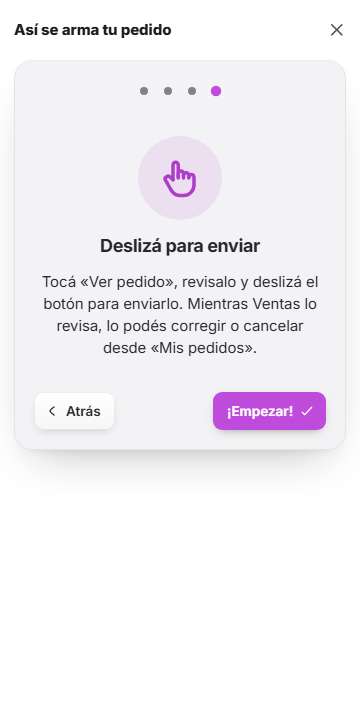 Así se arma tu pedido
Deslizá para enviar
Tocá «Ver pedido», revisalo y deslizá el
botón para enviarlo. Mientras Ventas lo
revisa, lo podés corregir o cancelar
desde «Mis pedidos».
Atrás
¡Empezar!